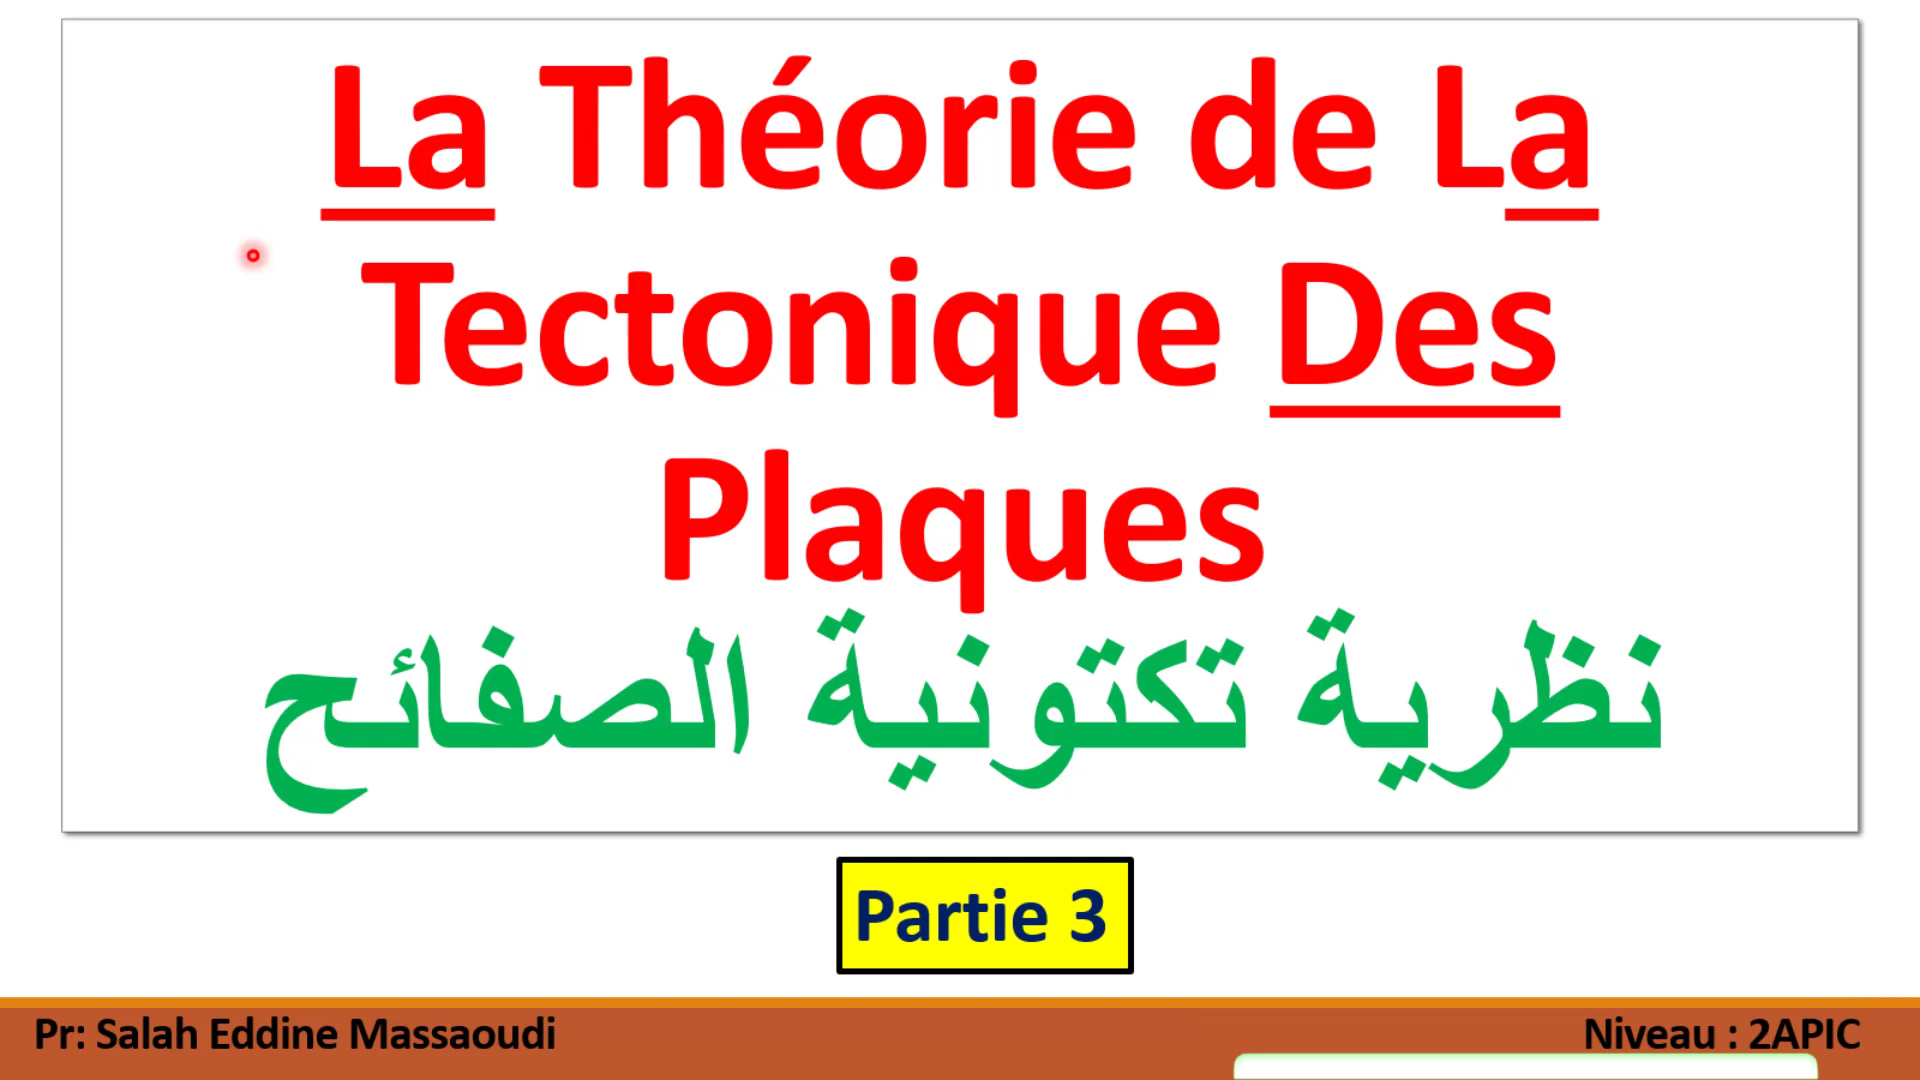 La Théorie de La
Tectonique Des
Plaques
نظرية تكتونية الصفائح
Partie 3
Pr: Salah Eddine Massaoudi
Niveau : 2APIC